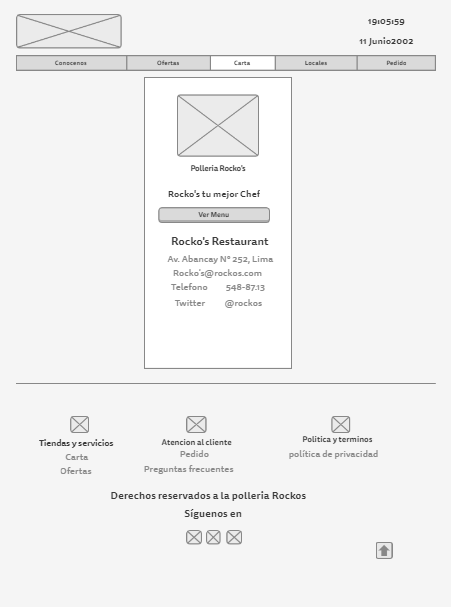 19:05:59
11 Junio2002
Conocenos Ofertas Carta Locales Pedido
Polleria Rocko's
Rocko's tu mejor Chef
Ver Menu
Rocko's Restaurant
Av. Abancay N° 252, Lima
Rocko's@rockos.com
Telefono 548-87.13
Twitter @rockos
Tiendas y servicios
Carta
Ofertas
Atencion al cliente
Pedido
Preguntas frecuentes
Politica y terminos
política de privacidad
Derechos reservados a la pollería Rockos
Síguenos en